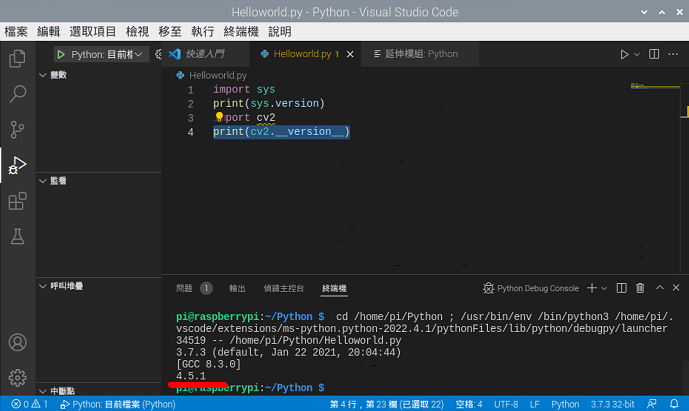 Helloworld.py - Python - Visual Studio Code
檔案 編輯 選取項目 檢視 移至 執行 終端機 說明
Python: 目前檔
快速入門
Helloworld.py 1
延伸模組: Python
變數
Helloworld.py
1 import sys
2 print(sys.version)
3 import cv2
4 print(cv2.__version__)
監看
呼叫堆疊
中斷點
問題 1 輸出 偵錯主控台 終端機
Python Debug Console
pi@raspberrypi:~/Python $ cd /home/pi/Python ; /usr/bin/env /bin/python3 /home/pi/.
vscode/extensions/ms-python.python-2022.4.1/pythonFiles/lib/python/debugpy/launcher
34519 -- /home/pi/Python/Helloworld.py
3.7.3 (default, Jan 22 2021, 20:04:44)
[GCC 8.3.0]
4.5.1
pi@raspberrypi:~/Python $
0 1 Python: 目前檔案 (Python) 第 4 行，第 23 欄 (已選取 22) 空格: 4 UTF-8 LF Python 3.7.3 32-bit